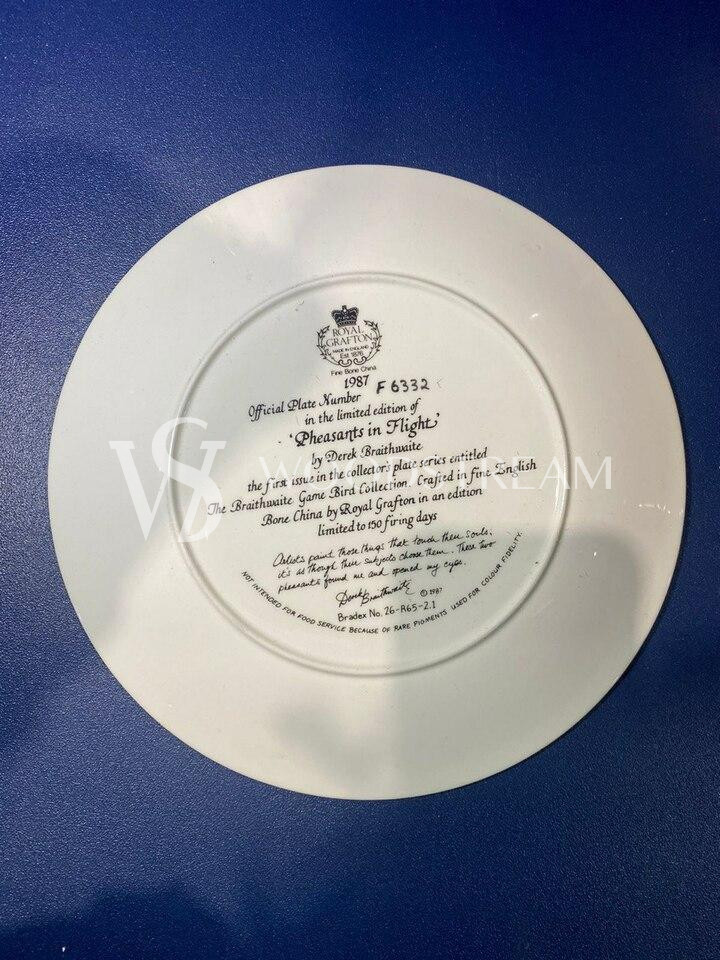 ROYAL
GRAFTON
MADE IN ENGLAND
Est 1876
Fine Bone China
1987
Official Plate Number F 6332
in the limited edition of
'Pheasants in Flight'
by Derek Braithwaite
the first issue in the collector's plate series entitled
The Braithwaite Game Bird Collection. Crafted in fine English
Bone China by Royal Grafton in an edition
limited to 150 firing days
Artists paint those things that touch their souls;
it's as though their subjects choose them. These two
pheasants found me and opened my eyes.
Derek Braithwaite © 1987
Bradex No. 26-R65-2.1
NOT INTENDED FOR FOOD SERVICE BECAUSE OF RARE PIGMENTS USED FOR COLOUR FIDELITY.
WS WOODSTREAM